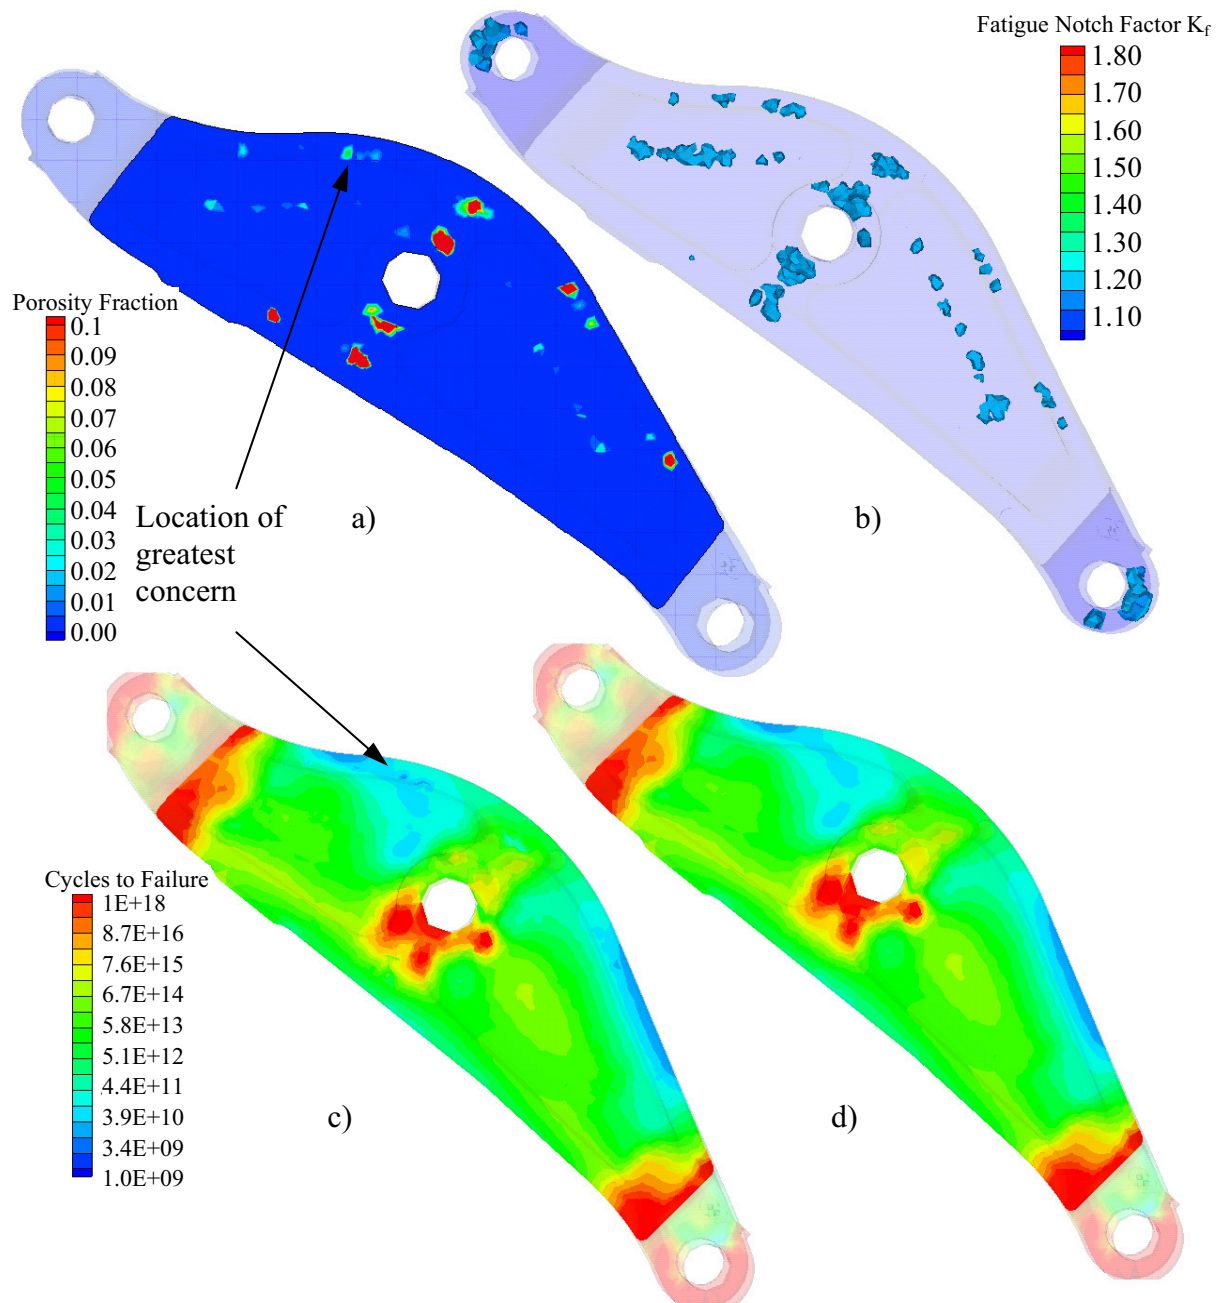 Fatigue Notch Factor Kf
1.80
1.70
1.60
1.50
1.40
1.30
1.20
1.10
Porosity Fraction
0.1
0.09
0.08
0.07
0.06
0.05
0.04
0.03
0.02
0.01
0.00
Location of
greatest
concern
a)
b)
Cycles to Failure
1E+18
8.7E+16
7.6E+15
6.7E+14
5.8E+13
5.1E+12
4.4E+11
3.9E+10
3.4E+09
1.0E+09
c)
d)